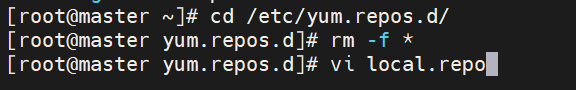 [root@master ~]# cd /etc/yum.repos.d/
[root@master yum.repos.d]# rm -f *
[root@master yum.repos.d]# vi local.repo